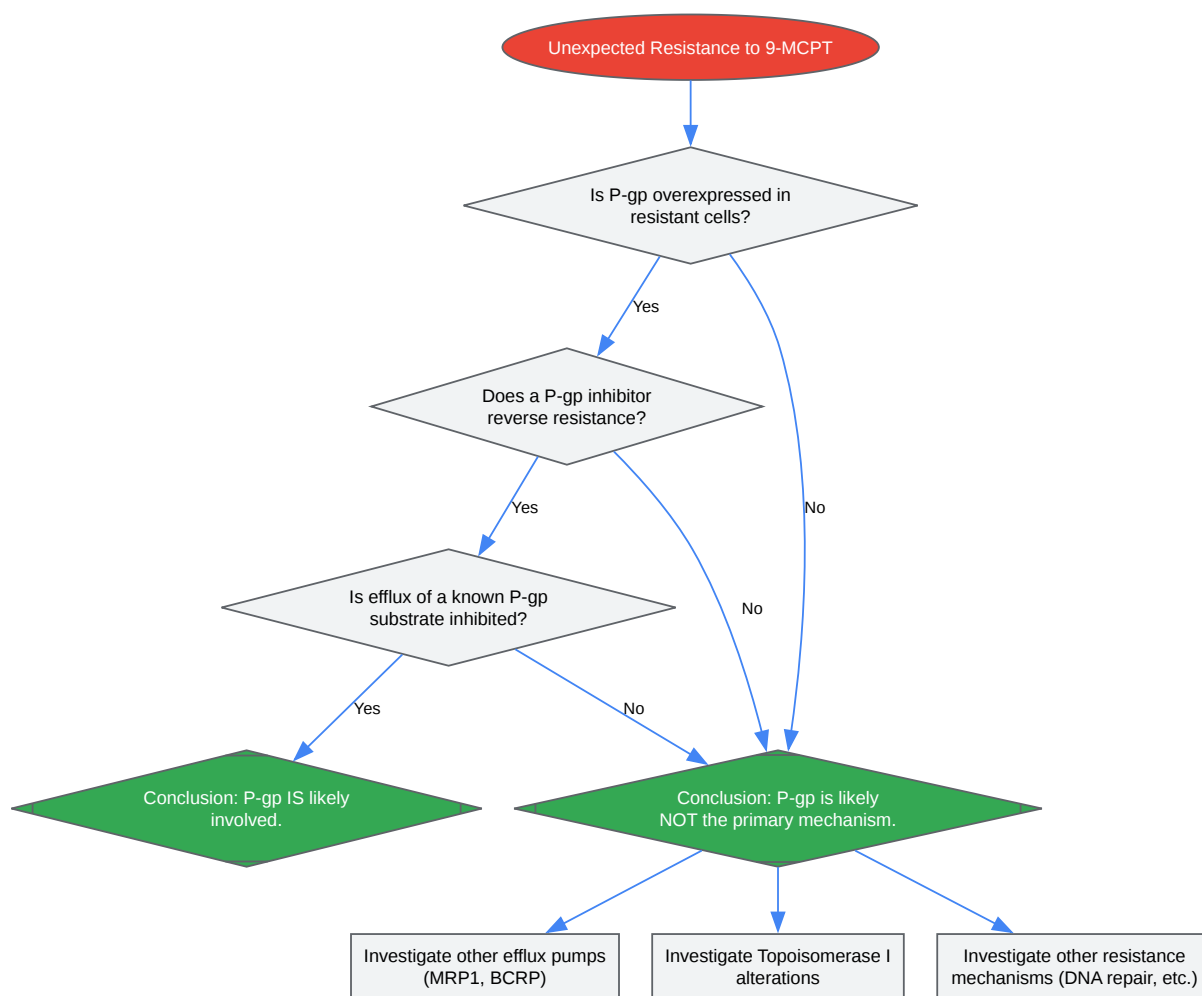 Unexpected Resistance to 9-MCPT
Is P-gp overexpressed in
resistant cells?
Yes
Does a P-gp inhibitor
reverse resistance?
No
Yes
No
Is efflux of a known P-gp
substrate inhibited?
Yes
No
Conclusion: P-gp IS likely
involved.
Conclusion: P-gp is likely
NOT the primary mechanism.
Investigate other efflux pumps
(MRP1, BCRP)
Investigate Topoisomerase I
alterations
Investigate other resistance
mechanisms (DNA repair, etc.)